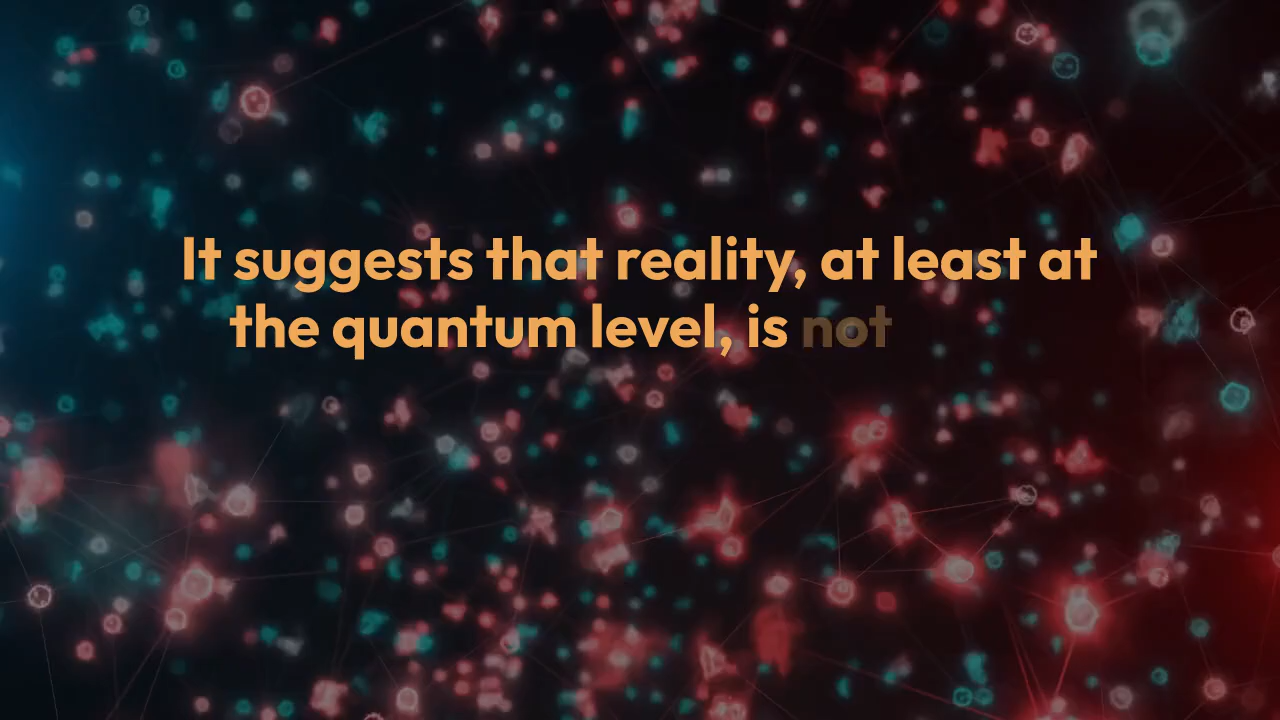 It suggests that reality, at least at
the quantum level, is not